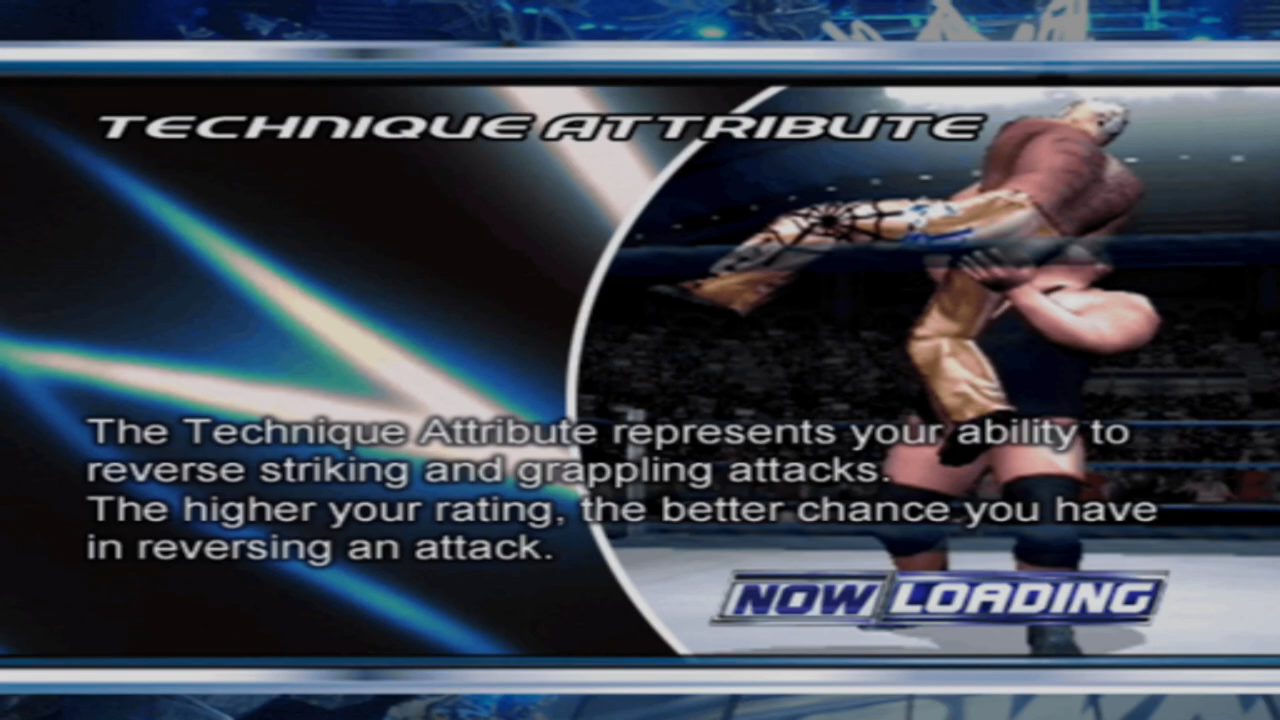 TECHNIQUE ATTRIBUTE
The Technique Attribute represents your ability to
reverse striking and grappling attacks.
The higher your rating, the better chance you have
in reversing an attack.
NOW LOADING